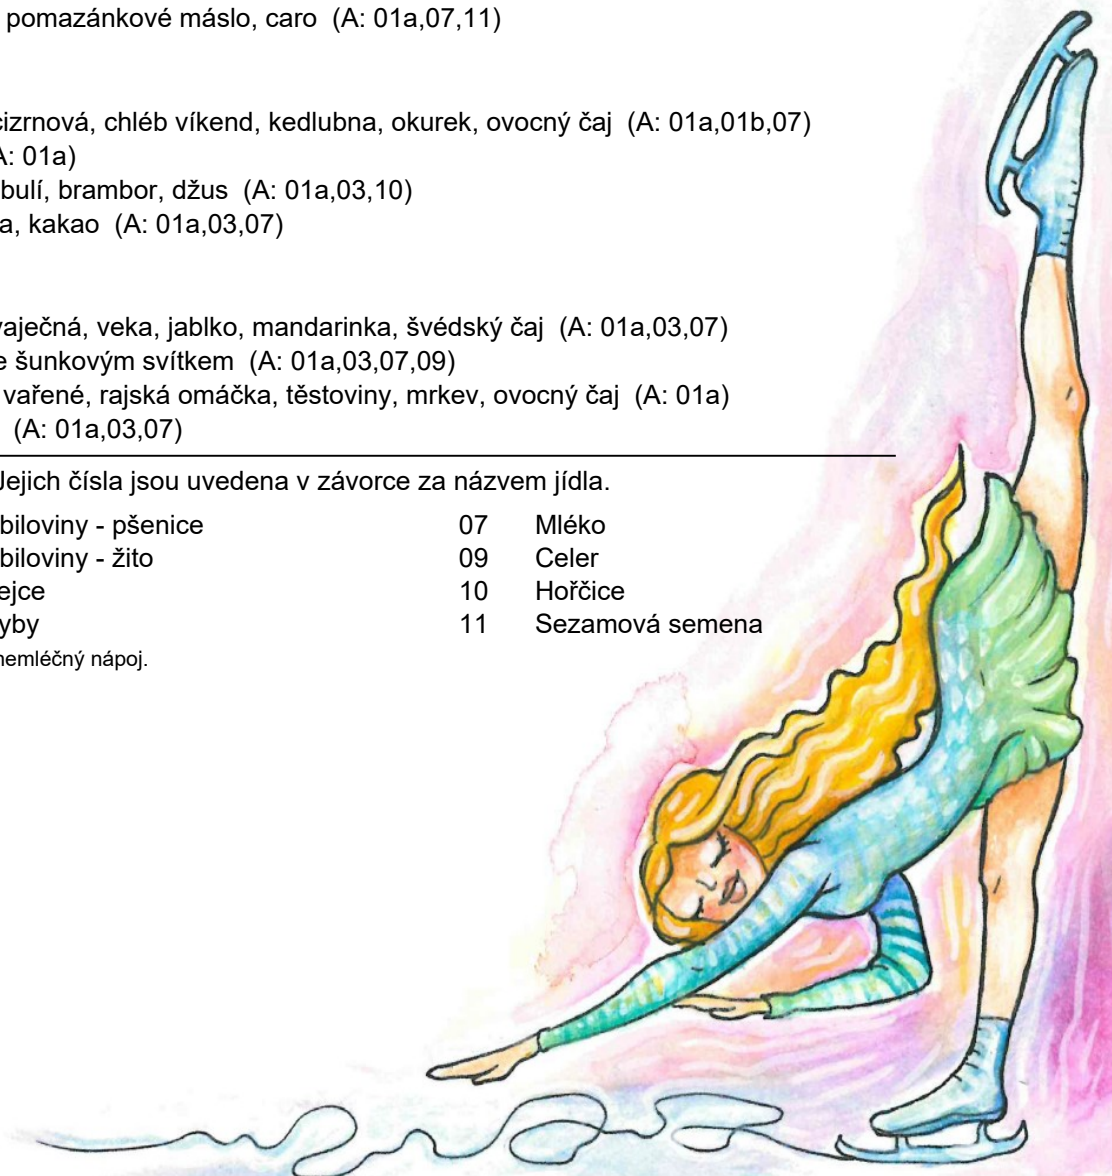 pomazánkové máslo, caro (A: 01a,07,11)
cizrnová, chléb víkend, kedlubna, okurek, ovocný čaj (A: 01a,01b,07)
A: 01a)
bulí, brambor, džus (A: 01a,03,10)
a, kakao (A: 01a,03,07)
vaječná, veka, jablko, mandarinka, švédský čaj (A: 01a,03,07)
e šunkovým svítkem (A: 01a,03,07,09)
vařené, rajská omáčka, těstoviny, mrkev, ovocný čaj (A: 01a)
(A: 01a,03,07)
Jejich čísla jsou uvedena v závorce za názvem jídla.
biloviny - pšenice 07 Mléko
biloviny - žito 09 Celer
ejce 10 Hořčice
yby 11 Sezamová semena
nemléčný nápoj.